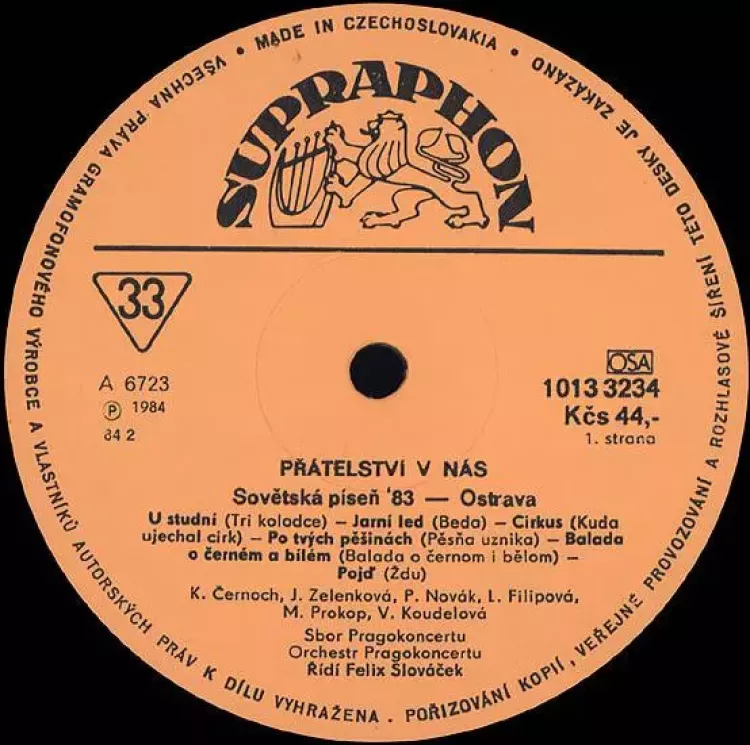 VŠECHNA PRÁVA GRAMOFONOVÉHO VÝROBCE A VLASTNÍKŮ AUTORSKÝCH PRÁV K DÍLU VYHRAŽENA . POŘIZOVÁNÍ KOPIÍ, VEŘEJNÉ PROVOZOVÁNÍ A ROZHLASOVÉ ŠÍŘENÍ TÉTO DESKY JE ZAKÁZÁNO
• MADE IN CZECHOSLOVAKIA •
SUPRAPHON
33
A 6723
Ⓟ 1984
84 2
OSA
1013 3234
Kčs 44,-
1. strana
PŘÁTELSTVÍ V NÁS
Sovětská píseň '83 — Ostrava
U studní (Tri kolodce) – Jarní led (Beda) – Cirkus (Kuda
ujechal cirk) – Po tvých pěšinách (Pěsňa uznika) – Balada
o černém a bílém (Balada o černom i bělom) –
Pojď (Ždu)
K. Černoch, J. Zelenková, P. Novák, L. Filipová,
M. Prokop, V. Koudelová
Sbor Pragokoncertu
Orchestr Pragokoncertu
Řídí Felix Slováček